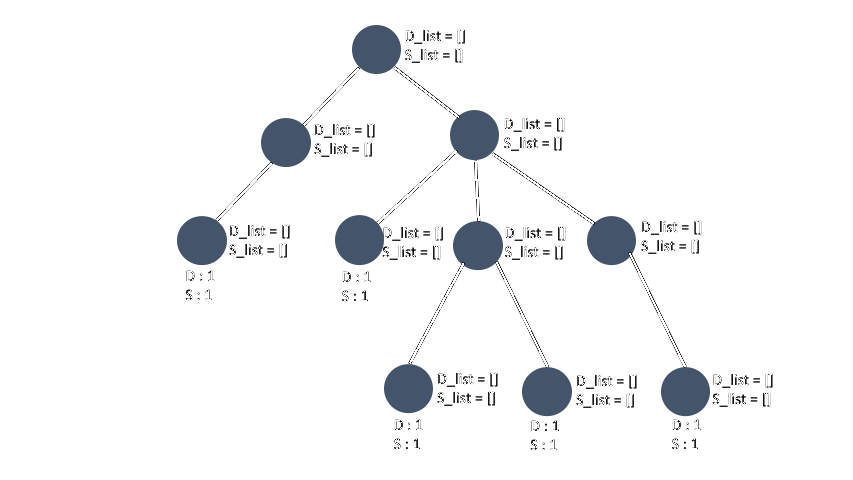 D_list = []
S_list = []
D_list = []
S_list = []
D_list = []
S_list = []
D_list = []
S_list = []
D : 1
S : 1
D_list = []
S_list = []
D : 1
S : 1
D_list = []
S_list = []
D_list = []
S_list = []
D_list = []
S_list = []
D : 1
S : 1
D_list = []
S_list = []
D : 1
S : 1
D_list = []
S_list = []
D : 1
S : 1